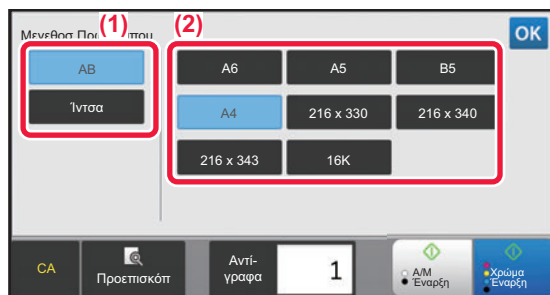 Μεγεθοσ
(1)
(2)
OK
AB
Ίντσα
A6
A5
B5
A4
216 x 330
216 x 340
216 x 343
16K
CA
Προεπισκόπ
Αντί-
γραφα
1
A/M
Έναρξη
Χρώμα
Έναρξη